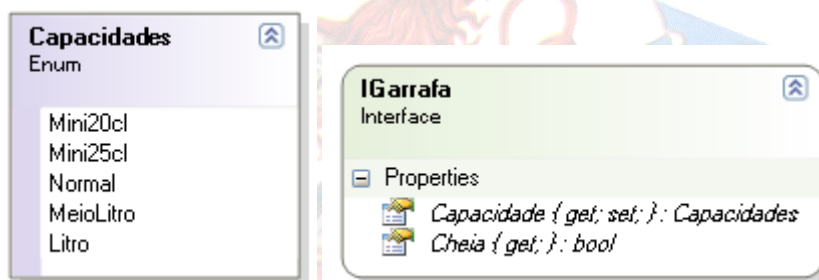 Capacidades
Enum
Mini20cl
Mini25cl
Normal
MeioLitro
Litro
IGarrafa
Interface
Properties
Capacidade { get; set; } : Capacidades
Cheia { get; } : bool